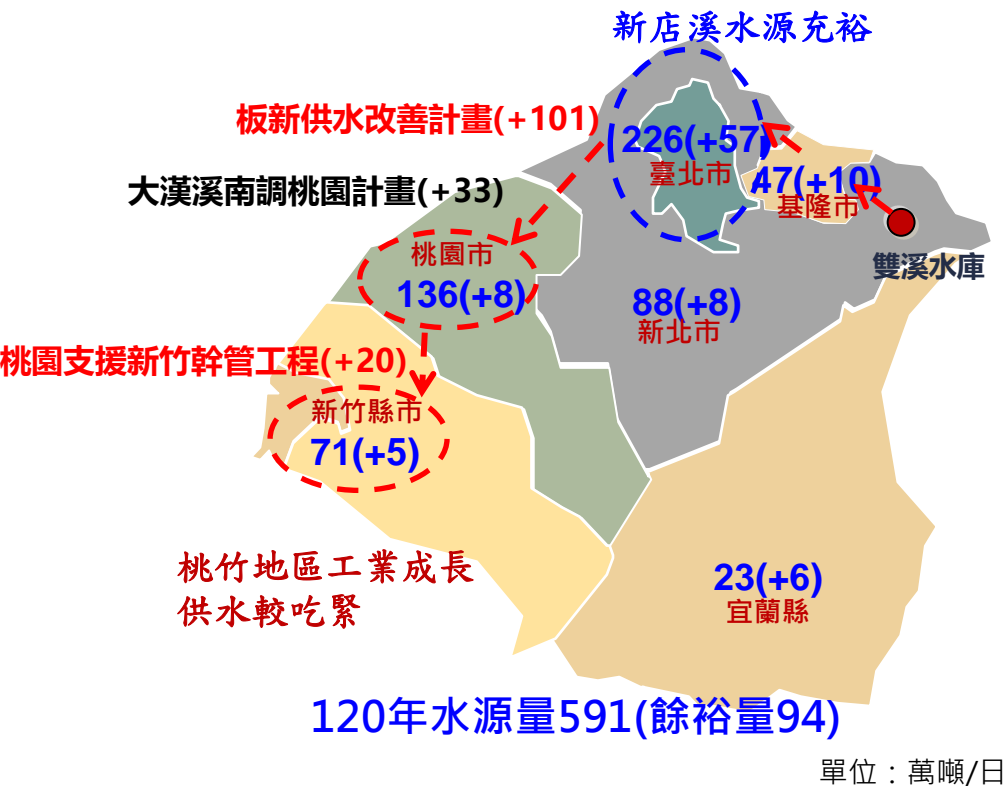 新店溪水源充裕
板新供水改善計畫(+101)
226(+57)
臺北市
47(+10)
基隆市
大漢溪南調桃園計畫(+33)
雙溪水庫
桃園市
136(+8)
88(+8)
新北市
桃園支援新竹幹管工程(+20)
新竹縣市
71(+5)
桃竹地區工業成長
供水較吃緊
23(+6)
宜蘭縣
120年水源量591(餘裕量94)
單位：萬噸/日